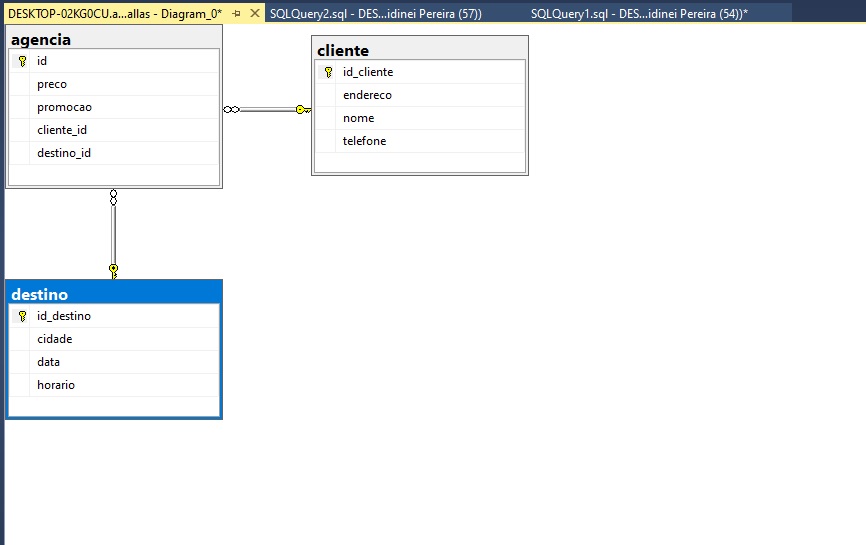 DESKTOP-02KG0CU.a...allas - Diagram_0*
SQLQuery2.sql - DES...idinei Pereira (57))
SQLQuery1.sql - DES...idinei Pereira (54))*
agencia
id
preco
promocao
cliente_id
destino_id
cliente
id_cliente
endereco
nome
telefone
destino
id_destino
cidade
data
horario